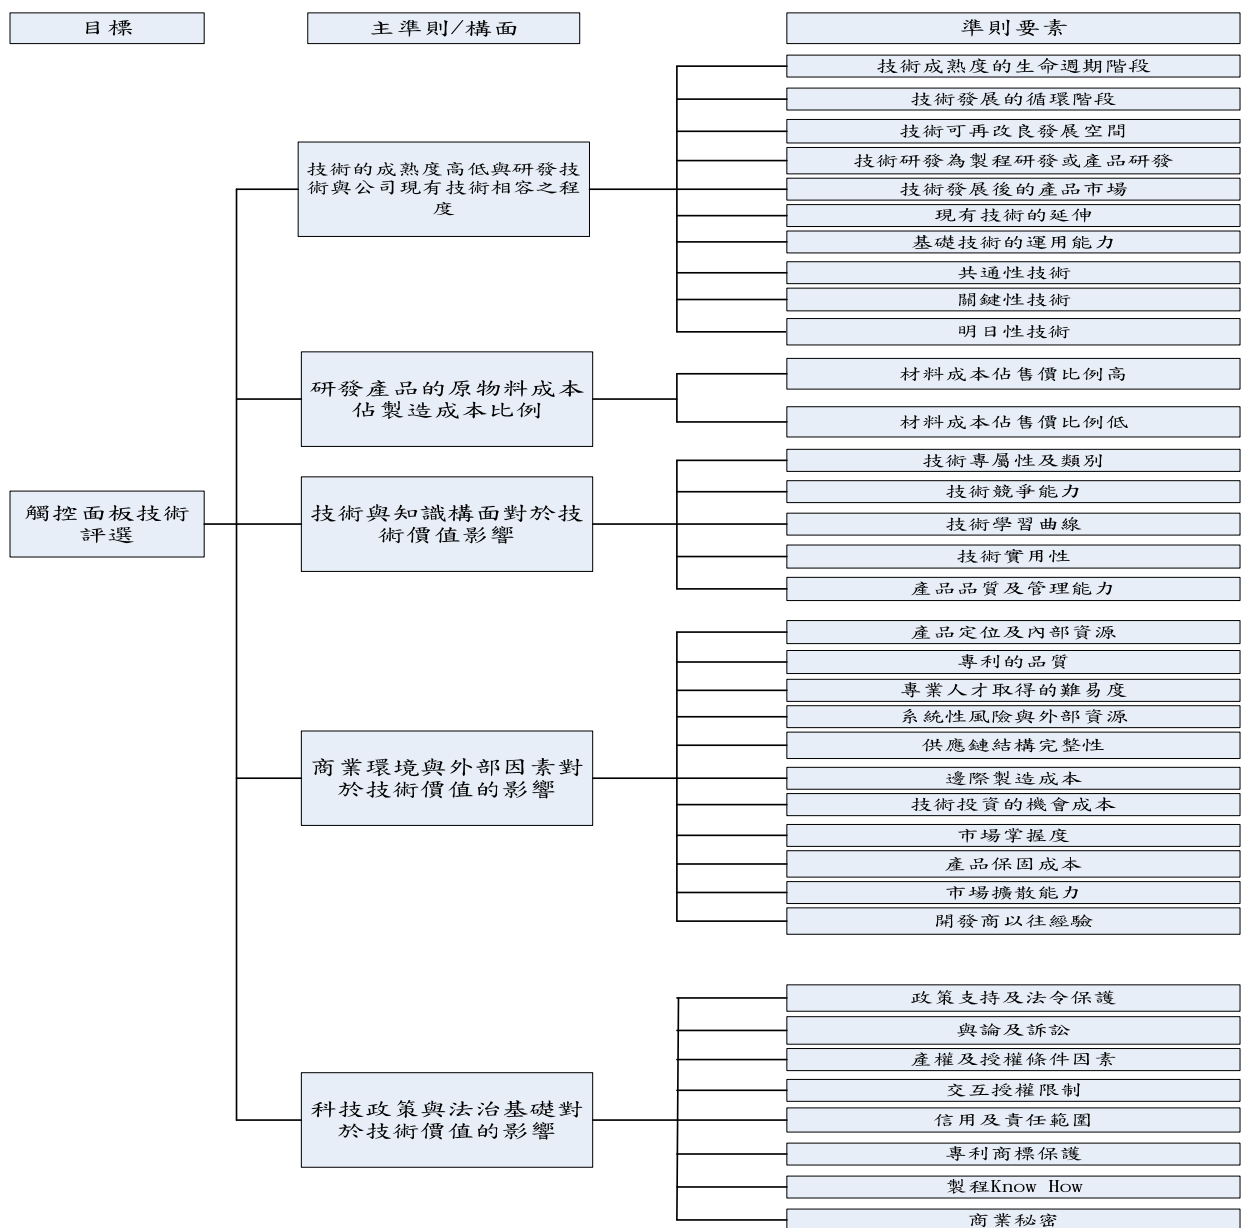 目標
主準則/構面
準則要素
觸控面板技術
評選
技術的成熟度高低與研發技
術與公司現有技術相容之程
度
技術成熟度的生命週期階段
技術發展的循環階段
技術可再改良發展空間
技術研發為製程研發或產品研發
技術發展後的產品市場
現有技術的延伸
基礎技術的運用能力
共通性技術
關鍵性技術
明日性技術
研發產品的原物料成本
佔製造成本比例
材料成本佔售價比例高
材料成本佔售價比例低
技術與知識構面對於技
術價值影響
技術專屬性及類別
技術競爭能力
技術學習曲線
技術實用性
產品品質及管理能力
商業環境與外部因素對
於技術價值的影響
產品定位及內部資源
專利的品質
專業人才取得的難易度
系統性風險與外部資源
供應鏈結構完整性
邊際製造成本
技術投資的機會成本
市場掌握度
產品保固成本
市場擴散能力
開發商以往經驗
科技政策與法治基礎對
於技術價值的影響
政策支持及法令保護
與論及訴訟
產權及授權條件因素
交互授權限制
信用及責任範圍
專利商標保護
製程Know How
商業秘密